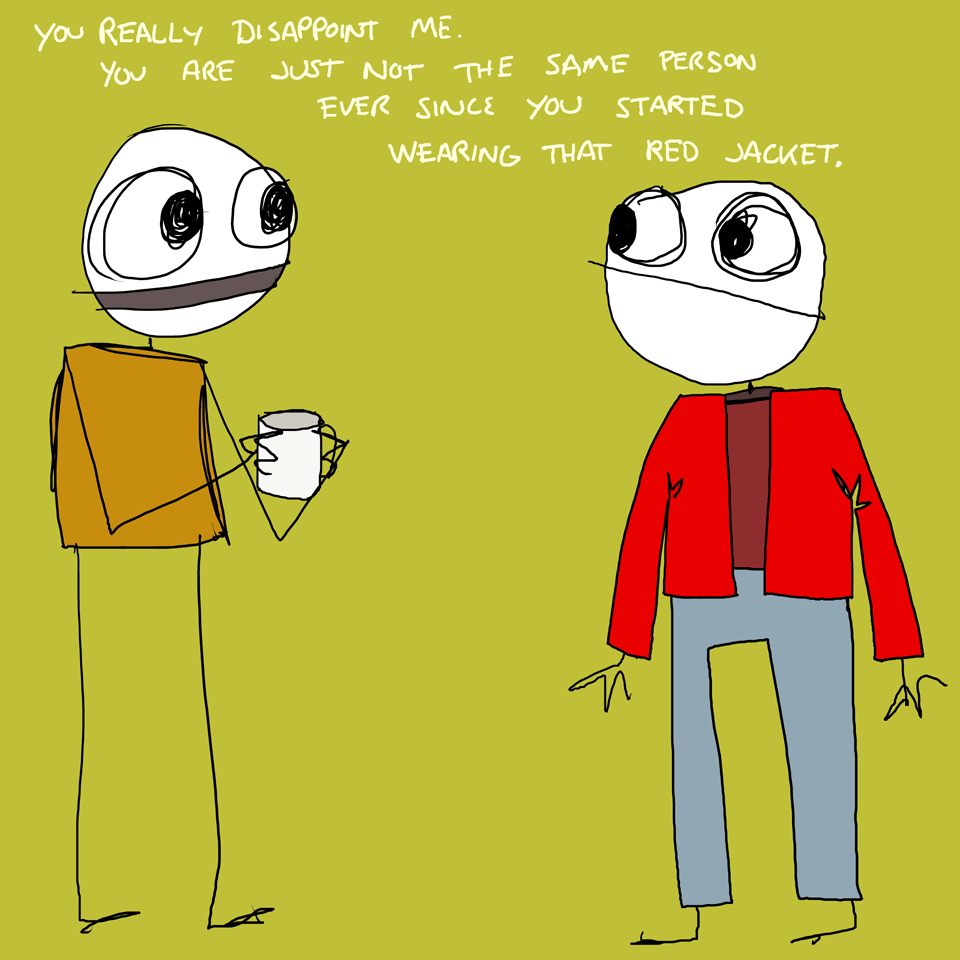 YOU REALLY DISAPPOINT ME.
YOU ARE JUST NOT THE SAME PERSON
EVER SINCE YOU STARTED
WEARING THAT RED JACKET.